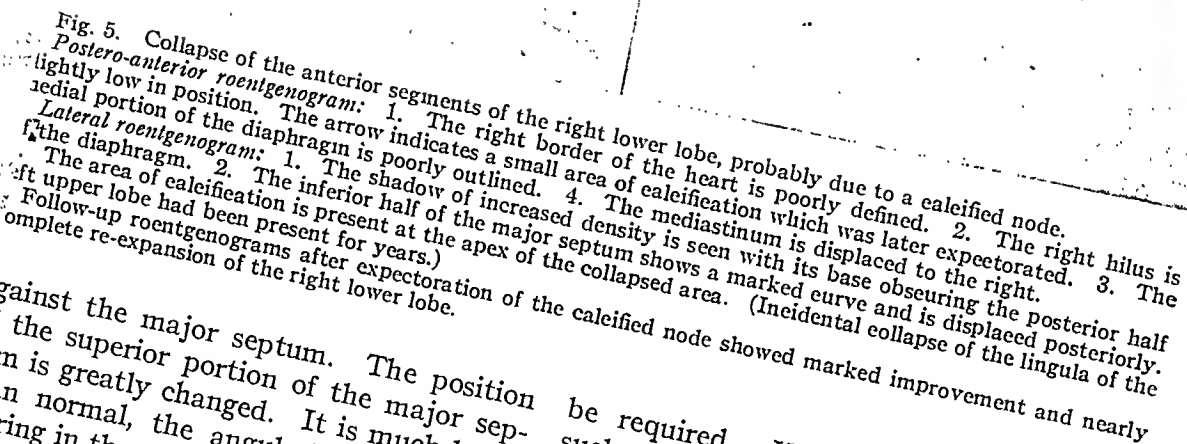 Fig. 5. Collapse of the anterior segments of the right lower lobe, probably due to a calcified node.
Postero-anterior roentgenogram: 1. The right border of the heart is poorly defined. 2. The right hilus is
lightly low in position. The arrow indicates a small area of calcification which was later expectorated. 3. The
edial portion of the diaphragm is poorly outlined. 4. The mediastinum is displaced to the right.
Lateral roentgenogram: 1. The shadow of increased density is seen with its base obscuring the posterior half
f the diaphragm. 2. The inferior half of the major septum shows a marked curve and is displaced posteriorly.
The area of calcification is present at the apex of the collapsed area. (Incidental collapse of the lingula of the
eft upper lobe had been present for years.)
Follow-up roentgenograms after expectoration of the calcified node showed marked improvement and nearly
omplete re-expansion of the right lower lobe.
gainst the major septum. The position
the superior portion of the major sep-
m is greatly changed. It is much
n normal, the
ring in
be required